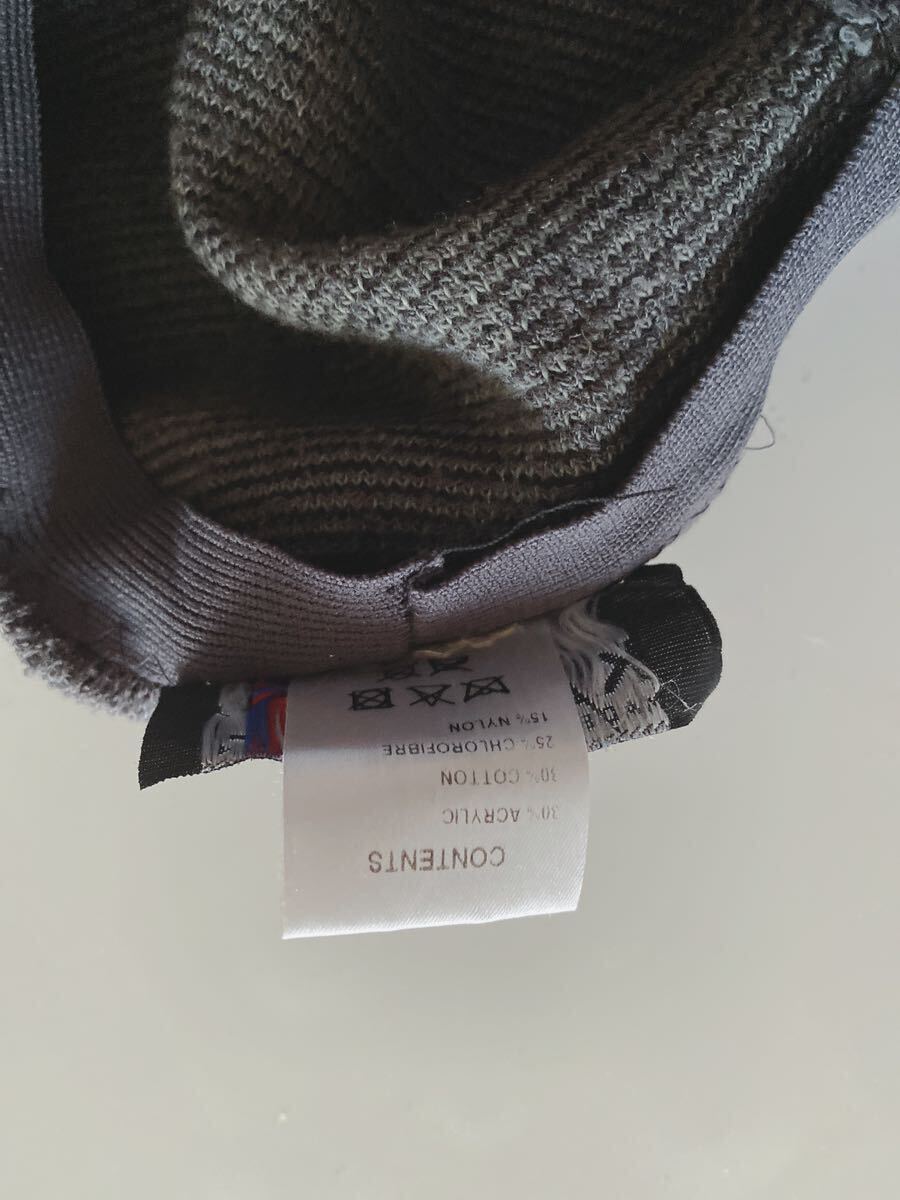 CONTENTS
30% ACRYLIC
30% COTTON
25% CHLOROFIBRE
15% NYLON